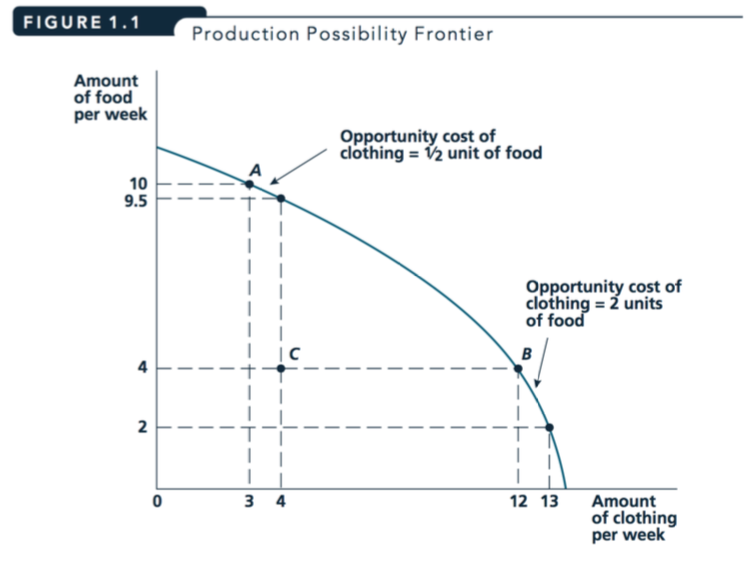 FIGURE 1.1
Production Possibility Frontier
Amount
of food
per week
Opportunity cost of
clothing = ½ unit of food
A
10
9.5
Opportunity cost of
clothing = 2 units
of food
C
B
4
2
0
3
4
12
13
Amount
of clothing
per week